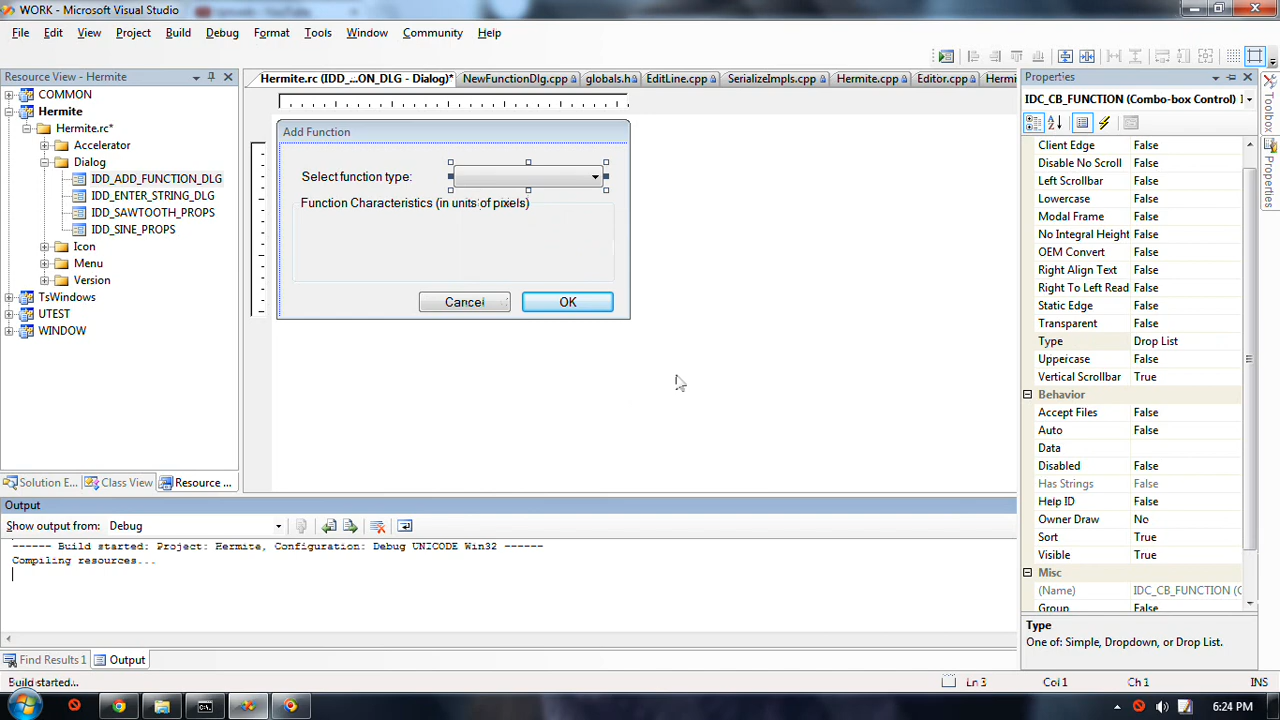 WORK - Microsoft Visual Studio
File Edit View Project Build Debug Format Tools Window Community Help
Resource View - Hermite
COMMON
Hermite
Hermite.rc*
Accelerator
Dialog
IDD_ADD_FUNCTION_DLG
IDD_ENTER_STRING_DLG
IDD_SAWTOOTH_PROPS
IDD_SINE_PROPS
Icon
Menu
Version
TsWindows
UTEST
WINDOW
Solution E... Class View Resource ...
Hermite.rc (IDD_...ON_DLG - Dialog)* NewFunctionDlg.cpp globals.h EditLine.cpp SerializeImpls.cpp Hermite.cpp Editor.cpp Hermi
Add Function
Select function type:
Function Characteristics (in units of pixels)
Cancel OK
Properties
IDC_CB_FUNCTION (Combo-box Control) I
Client Edge False
Disable No Scroll False
Left Scrollbar False
Lowercase False
Modal Frame False
No Integral Height False
OEM Convert False
Right Align Text False
Right To Left Read False
Static Edge False
Transparent False
Type Drop List
Uppercase False
Vertical Scrollbar True
Behavior
Accept Files False
Auto False
Data
Disabled False
Has Strings False
Help ID False
Owner Draw No
Sort True
Visible True
Misc
(Name) IDC_CB_FUNCTION (C
Group False
Type
One of: Simple, Dropdown, or Drop List.
Toolbox
Properties
Output
Show output from: Debug
------ Build started: Project: Hermite, Configuration: Debug UNICODE Win32 ------
Compiling resources...
Find Results 1 Output
Build started... Ln 3 Col 1 Ch 1 INS
6:24 PM